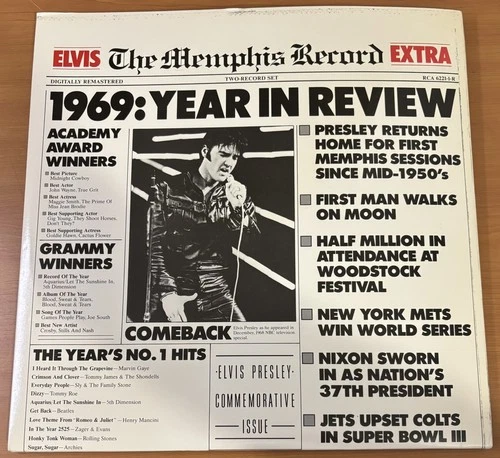 ELVIS The Memphis Record EXTRA
DIGITALLY REMASTERED TWO-RECORD SET RCA 6221-1-R
1969: YEAR IN REVIEW
ACADEMY
AWARD
WINNERS
Best Picture
Midnight Cowboy
Best Actor
John Wayne, True Grit
Best Actress
Maggie Smith, The Prime Of
Miss Jean Brodie
Best Supporting Actor
Gig Young, They Shoot Horses,
Don't They?
Best Supporting Actress
Goldie Hawn, Cactus Flower
GRAMMY
WINNERS
Record Of The Year
Aquarius/Let The Sunshine In,
5th Dimension
Album Of The Year
Blood, Sweat & Tears,
Blood, Sweat & Tears
Song Of The Year
Games People Play, Joe South
Best New Artist
Crosby, Stills And Nash
COMEBACK
Elvis Presley as he appeared in
December, 1968 NBC television
special.
PRESLEY RETURNS
HOME FOR FIRST
MEMPHIS SESSIONS
SINCE MID-1950's
FIRST MAN WALKS
ON MOON
HALF MILLION IN
ATTENDANCE AT
WOODSTOCK
FESTIVAL
NEW YORK METS
WIN WORLD SERIES
NIXON SWORN
IN AS NATION'S
37TH PRESIDENT
JETS UPSET COLTS
IN SUPER BOWL III
THE YEAR'S NO. 1 HITS
I Heard It Through The Grapevine—Marvin Gaye
Crimson And Clover—Tommy James & The Shondells
Everyday People—Sly & The Family Stone
Dizzy—Tommy Roe
Aquarius/Let The Sunshine In—5th Dimension
Get Back—Beatles
Love Theme From "Romeo & Juliet"—Henry Mancini
In The Year 2525—Zager & Evans
Honky Tonk Woman—Rolling Stones
Sugar, Sugar—Archies
ELVIS PRESLEY
COMMEMORATIVE
ISSUE